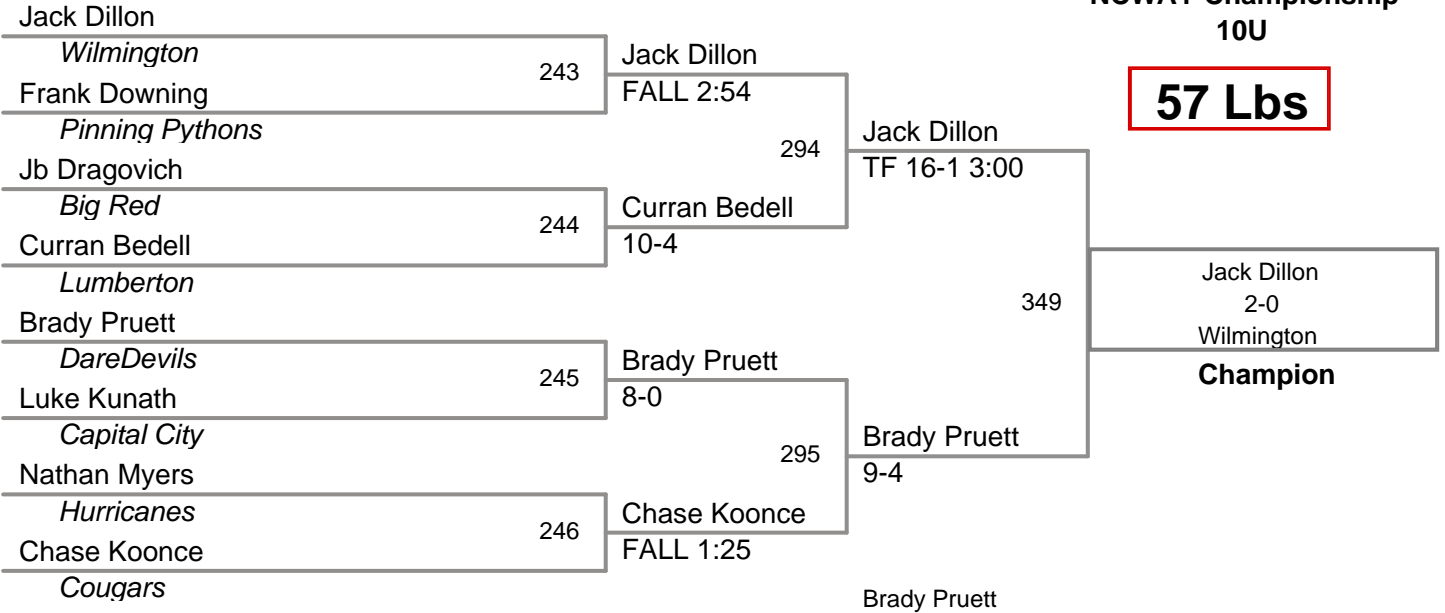 Jack Dillon
Wilmington
243
Frank Downing
Pinning Pythons
Jack Dillon
FALL 2:54
294
Jb Dragovich
Big Red
244
Curran Bedell
Lumberton
Curran Bedell
10-4
Jack Dillon
TF 16-1 3:00
349
Brady Pruett
DareDevils
245
Luke Kunath
Capital City
Brady Pruett
8-0
295
Nathan Myers
Hurricanes
246
Chase Koonce
Cougars
Chase Koonce
FALL 1:25
Brady Pruett
9-4
Brady Pruett
Championship
10U
57 Lbs
Jack Dillon
2-0
Wilmington
Champion